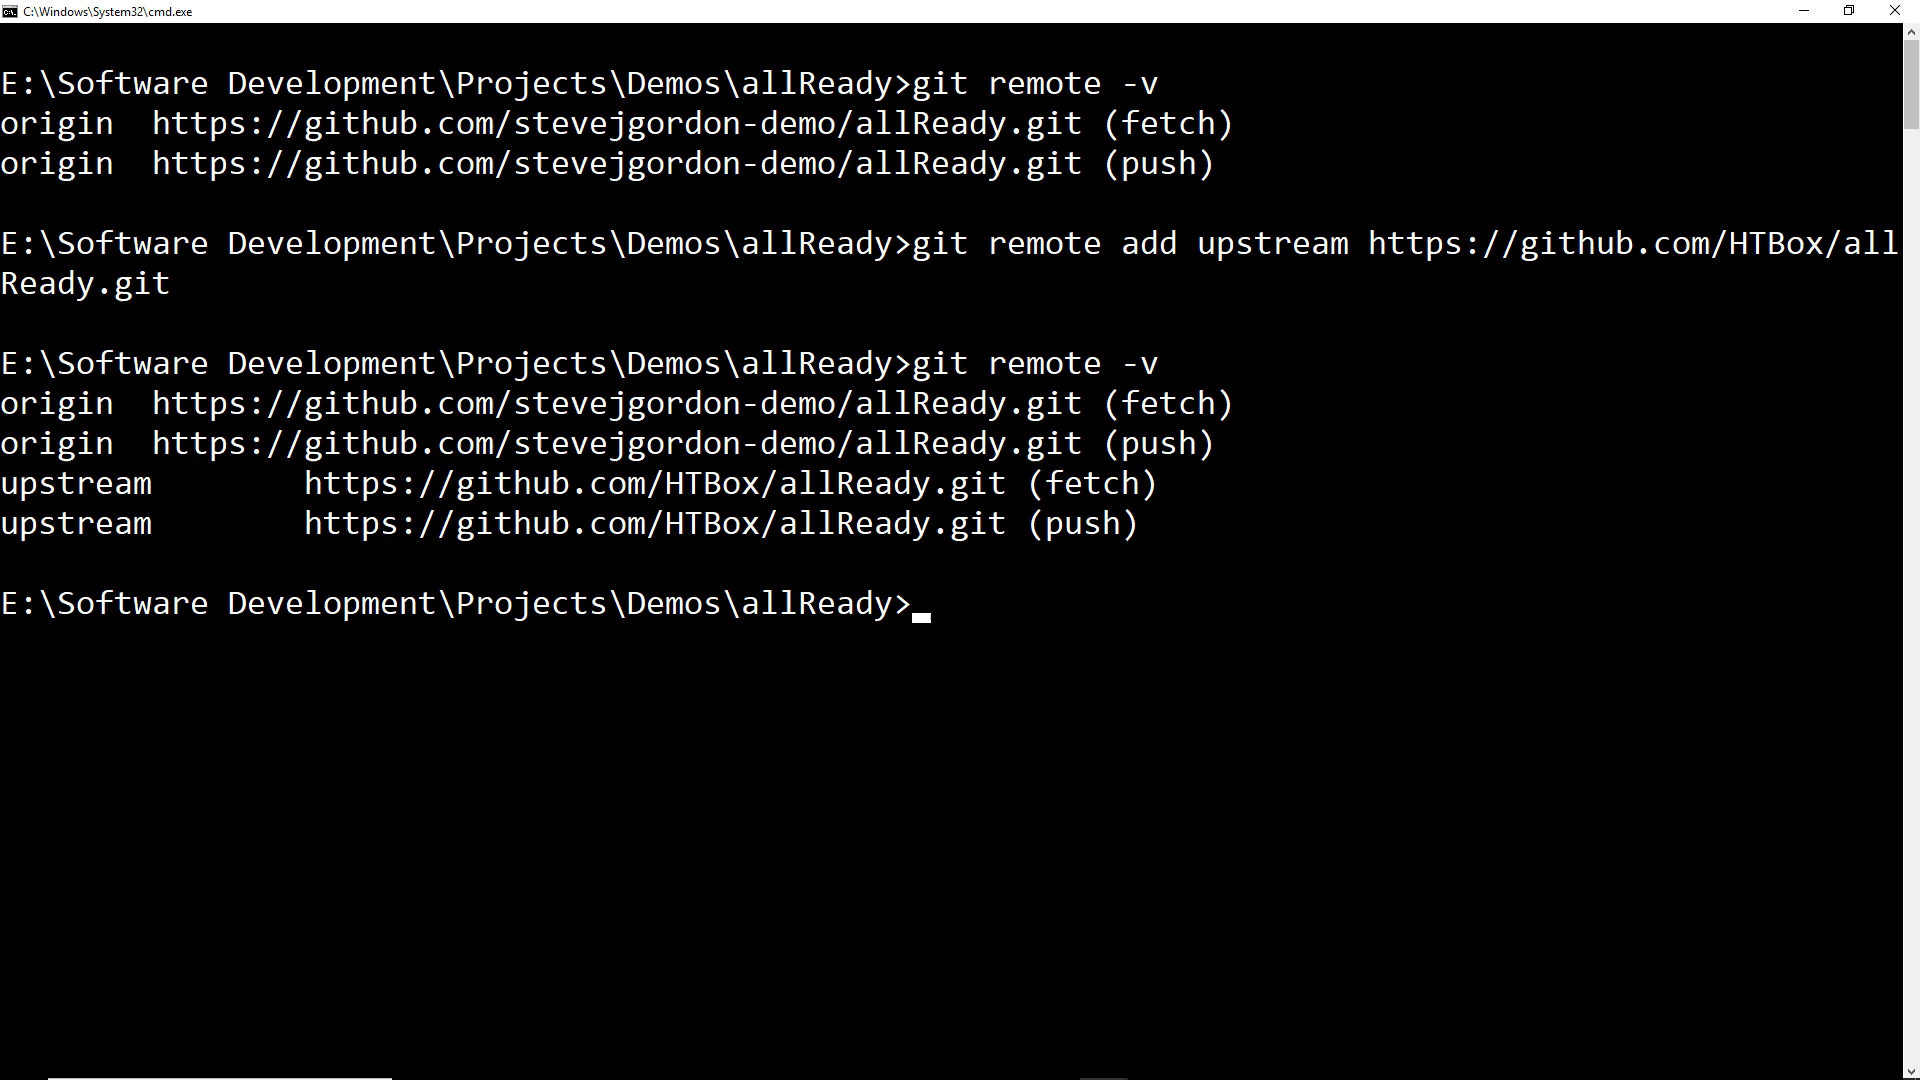 C:\Windows\System32\cmd.exe
E:\Software Development\Projects\Demos\allReady>git remote -v
origin  https://github.com/stevejgordon-demo/allReady.git (fetch)
origin  https://github.com/stevejgordon-demo/allReady.git (push)
E:\Software Development\Projects\Demos\allReady>git remote add upstream https://github.com/HTBox/all
Ready.git
E:\Software Development\Projects\Demos\allReady>git remote -v
origin  https://github.com/stevejgordon-demo/allReady.git (fetch)
origin  https://github.com/stevejgordon-demo/allReady.git (push)
upstream        https://github.com/HTBox/allReady.git (fetch)
upstream        https://github.com/HTBox/allReady.git (push)
E:\Software Development\Projects\Demos\allReady>